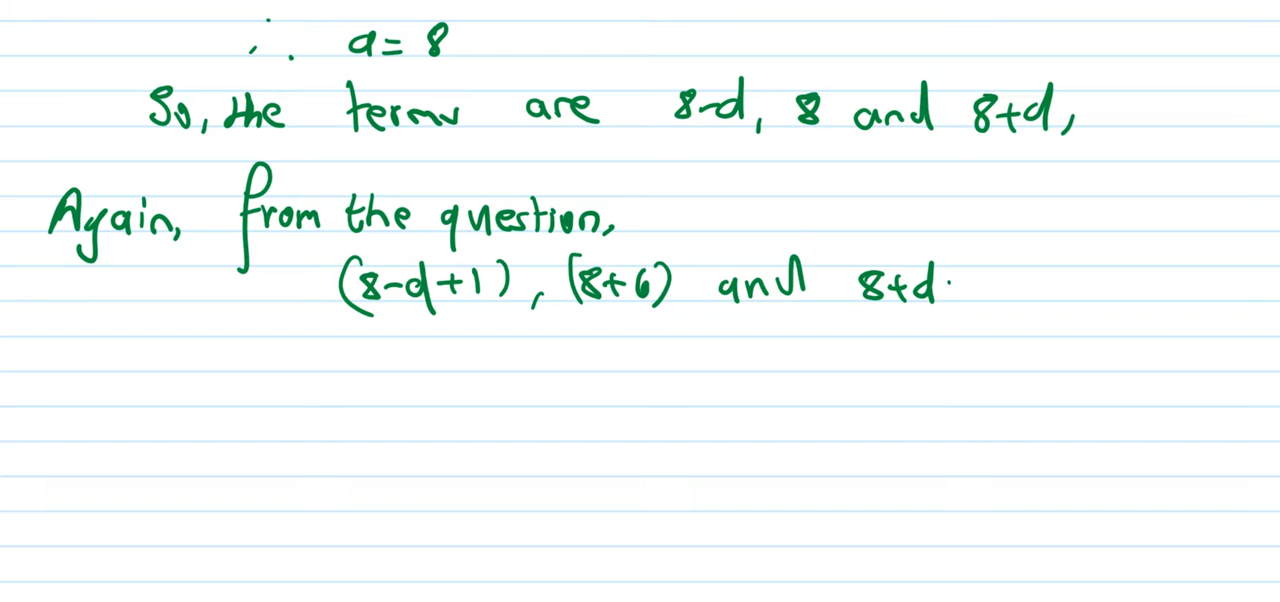 ∴ a = 8
So, the terms are 8-d, 8 and 8+d,
Again, from the question,
(8-d+1), (8+6) and 8+d.